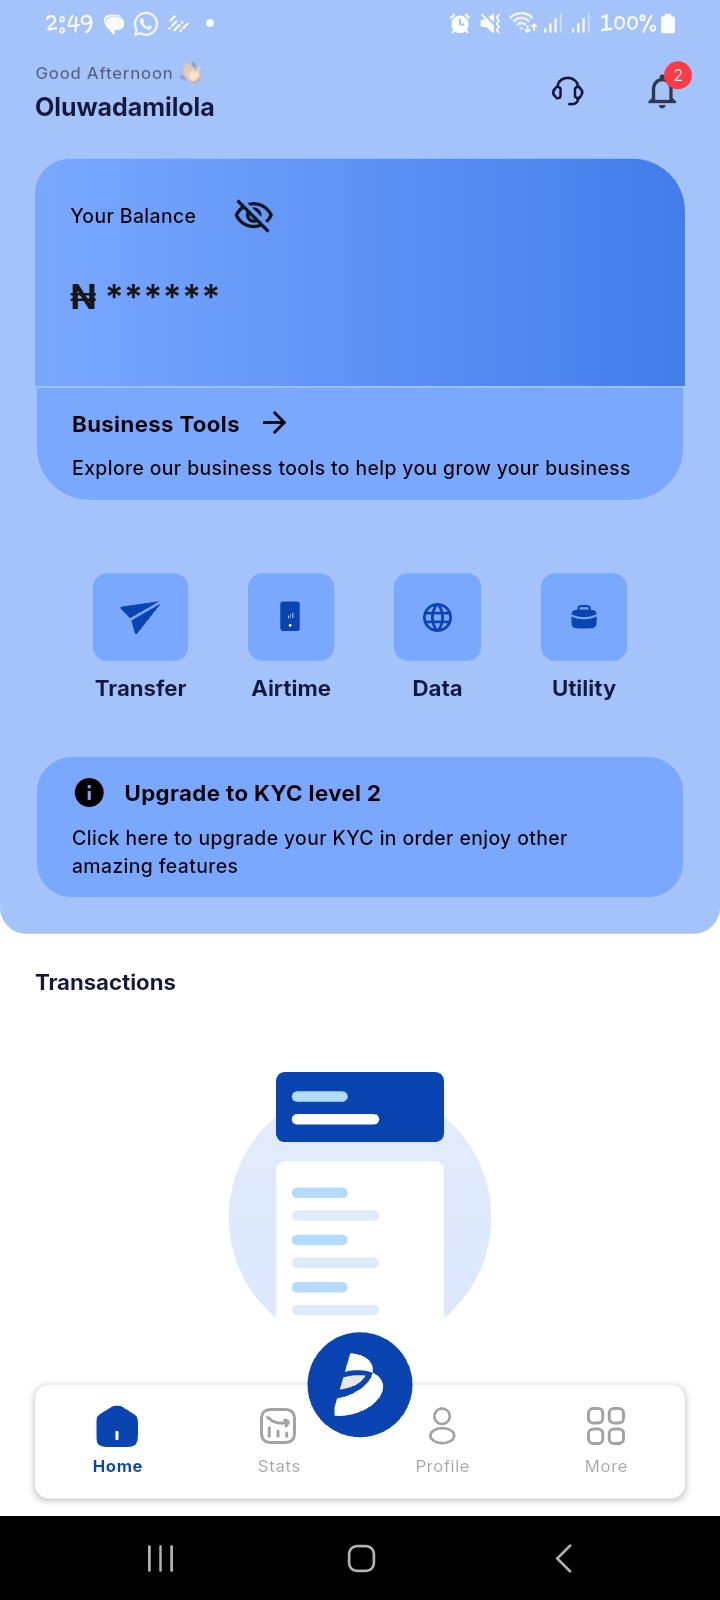 2:49
100%
Good Afternoon 👋🏻
Oluwadamilola
2
Your Balance
₦ ******
Business Tools
Explore our business tools to help you grow your business
Transfer Airtime Data Utility
Upgrade to KYC level 2
Click here to upgrade your KYC in order enjoy other
amazing features
Transactions
Home Stats Profile More